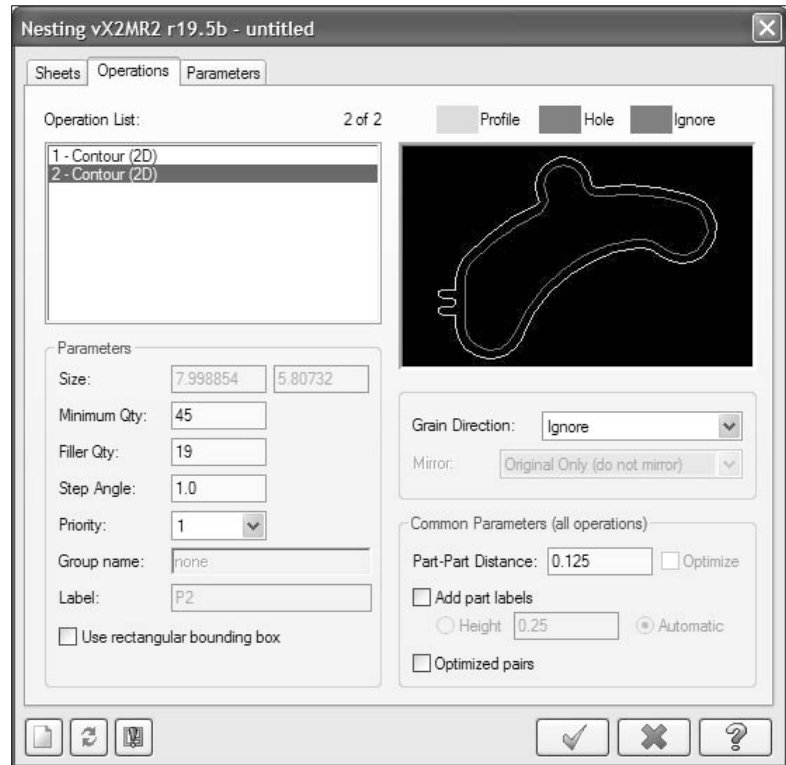 Nesting vX2MR2 r19.5b - untitled
Sheets Operations Parameters
Operation List: 2 of 2
Profile Hole Ignore
1 - Contour (2D)
2 - Contour (2D)
Parameters
Size: 7.998854 5.80732
Minimum Qty: 45
Filler Qty: 19
Step Angle: 1.0
Priority: 1
Group name: none
Label: P2
Use rectangular bounding box
Grain Direction: Ignore
Mirror: Original Only (do not mirror)
Common Parameters (all operations)
Part-Part Distance: 0.125 Optimize
Add part labels
Height 0.25 Automatic
Optimized pairs